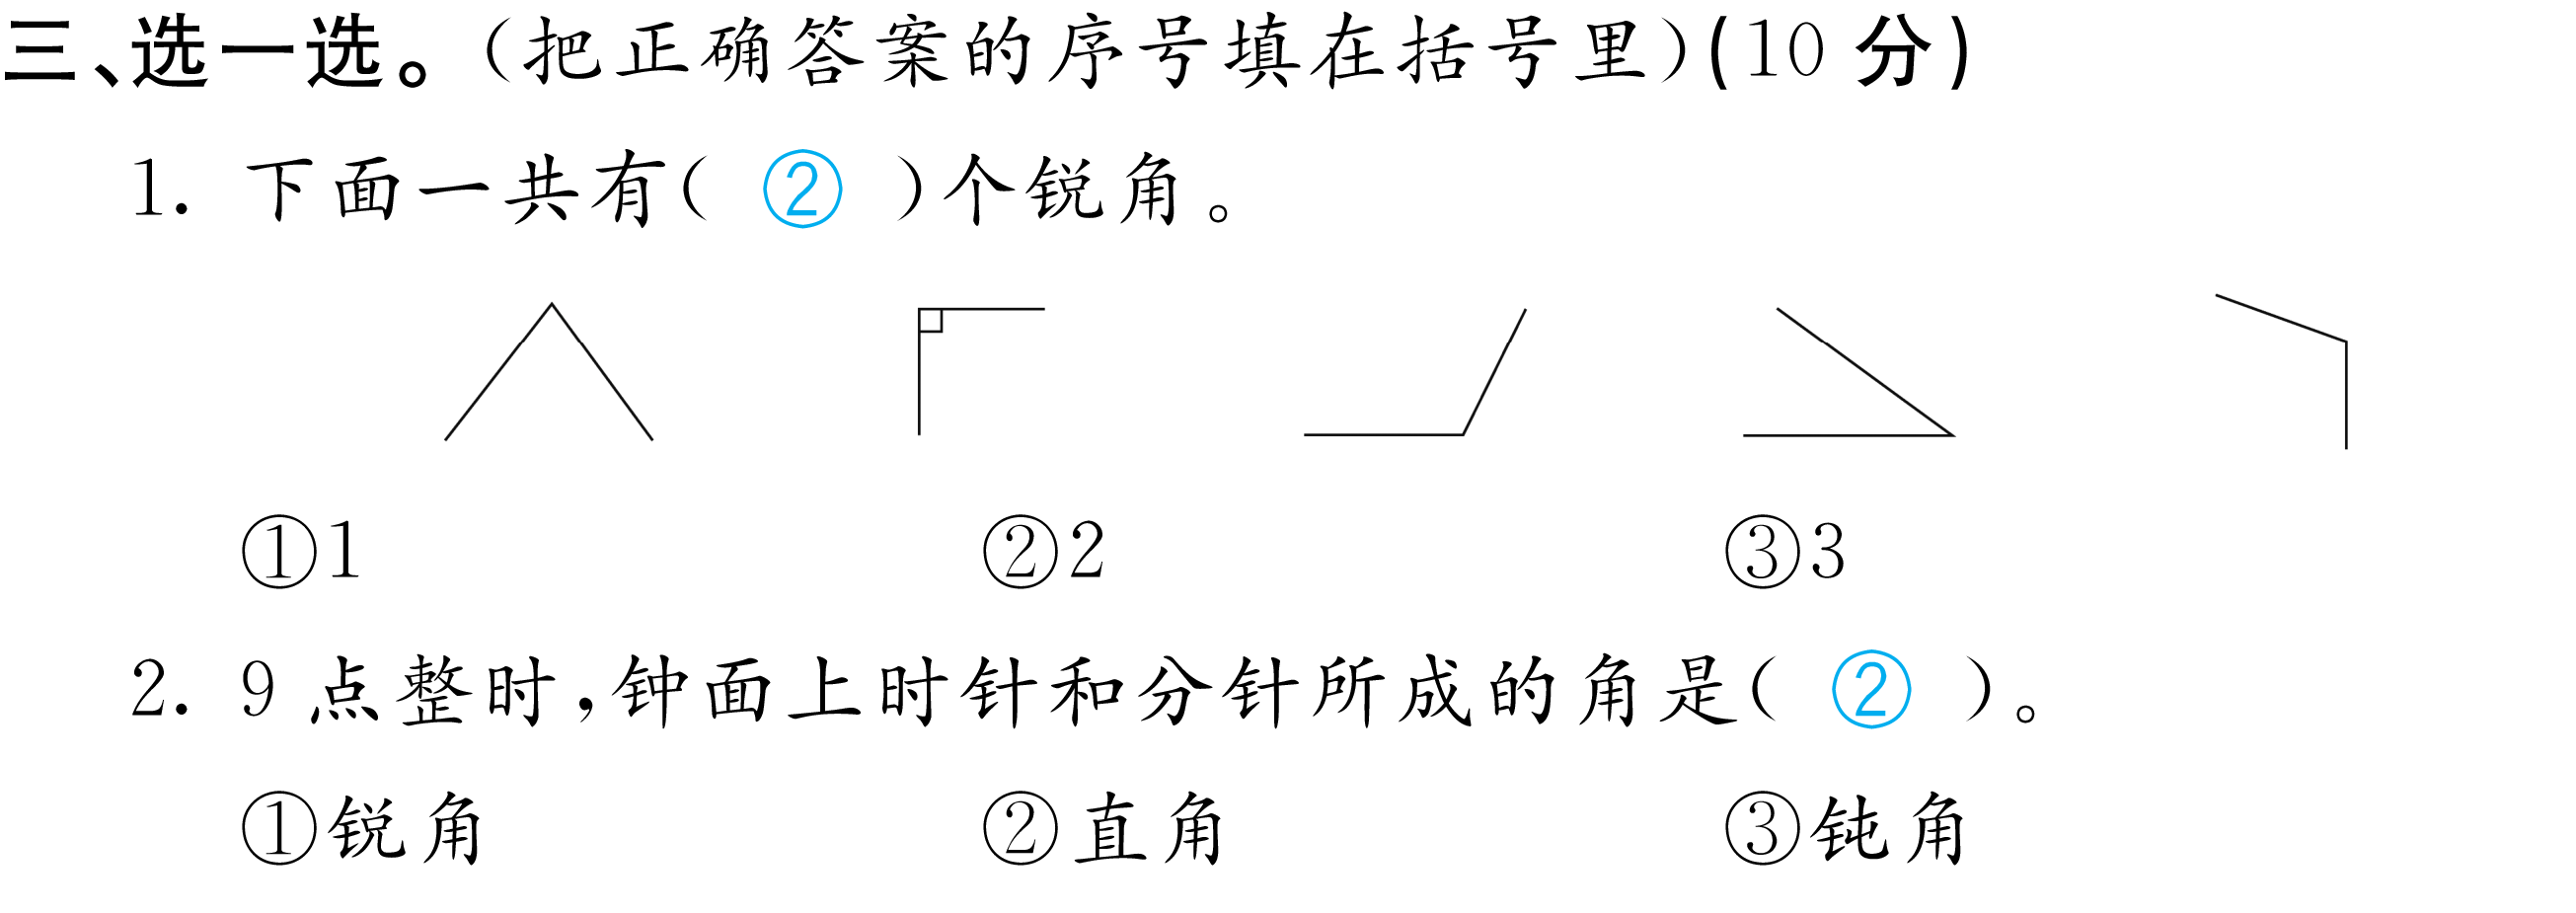 三、选一选。(把正确答案的序号填在括号里)(10 分)
1. 下面一共有( ② )个锐角。
①1 ②2 ③3
2. 9 点整时,钟面上时针和分针所成的角是( ② )。
①锐角 ②直角 ③钝角